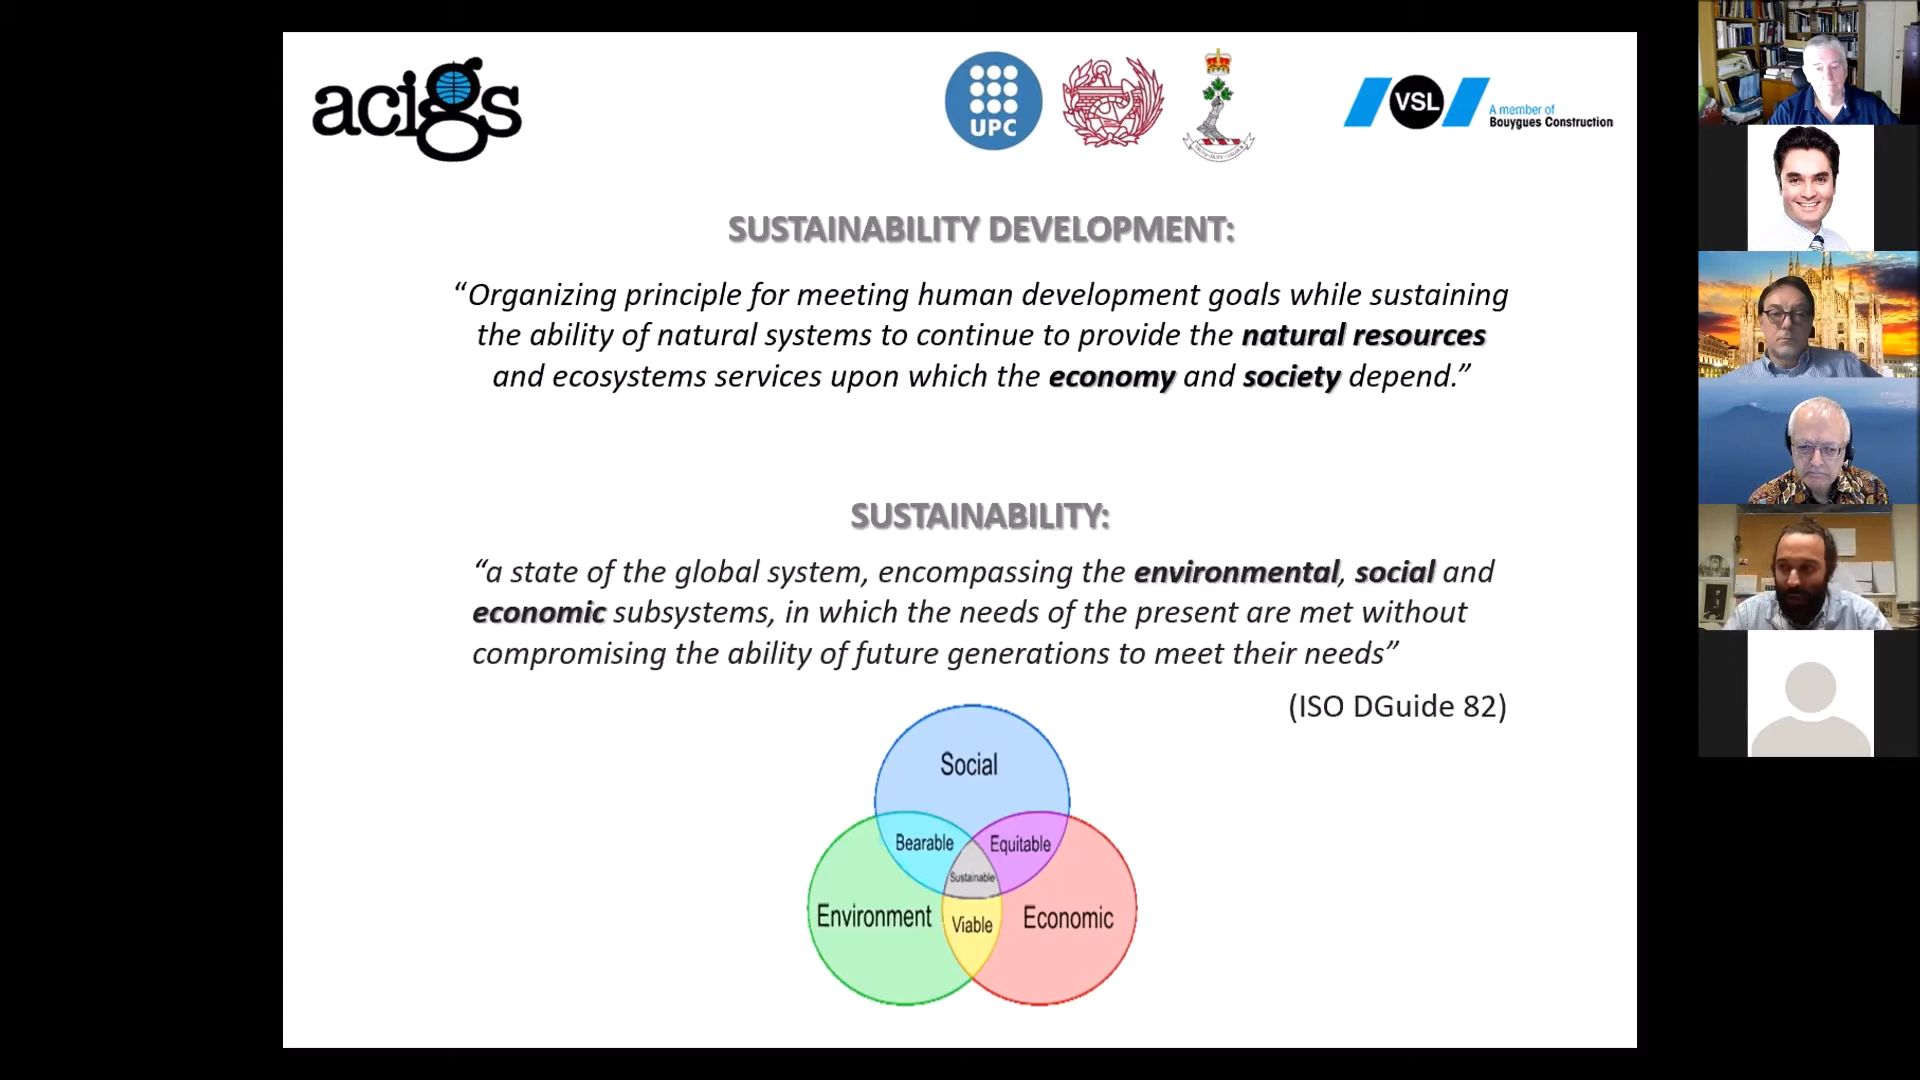 acigs
UPC
VSL
A member of
Bouygues Construction
SUSTAINABILITY DEVELOPMENT:
“Organizing principle for meeting human development goals while sustaining
the ability of natural systems to continue to provide the natural resources
and ecosystems services upon which the economy and society depend.”
SUSTAINABILITY:
“a state of the global system, encompassing the environmental, social and
economic subsystems, in which the needs of the present are met without
compromising the ability of future generations to meet their needs”
(ISO DGuide 82)
Social
Bearable
Equitable
Sustainable
Environment
Viable
Economic